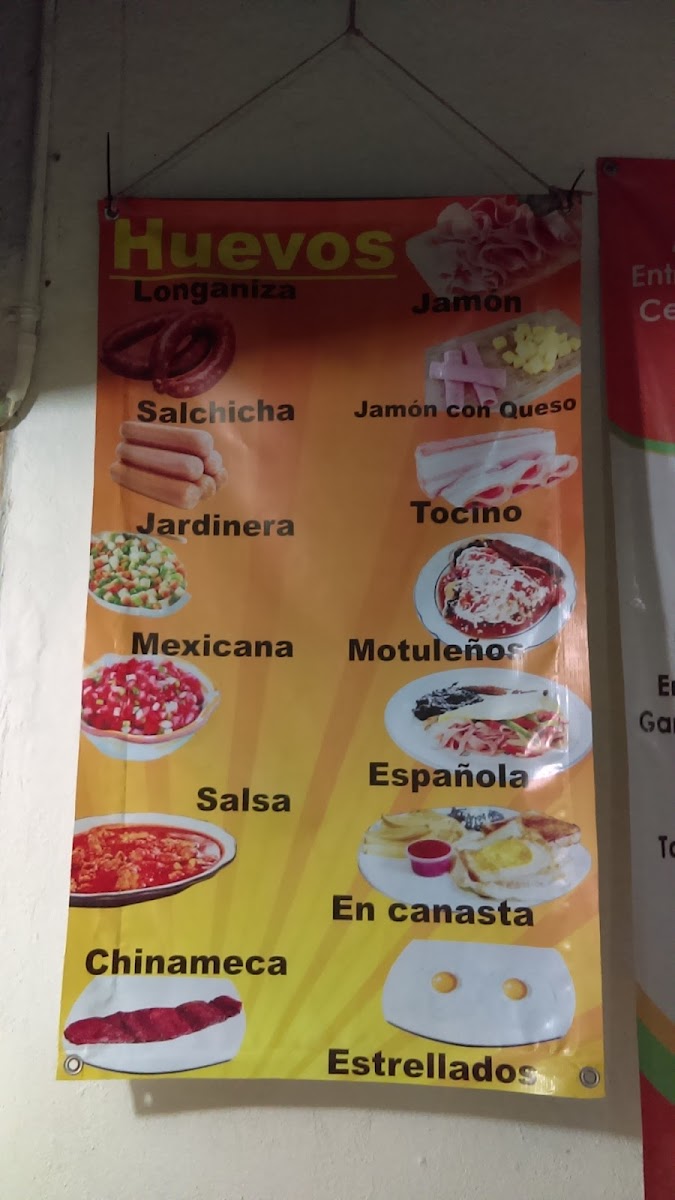 Huevos
Longaniza
Jamón
Salchicha
Jamón con Queso
Jardinera
Tocino
Mexicana
Motuleños
Salsa
Española
En canasta
Chinameca
Estrellados